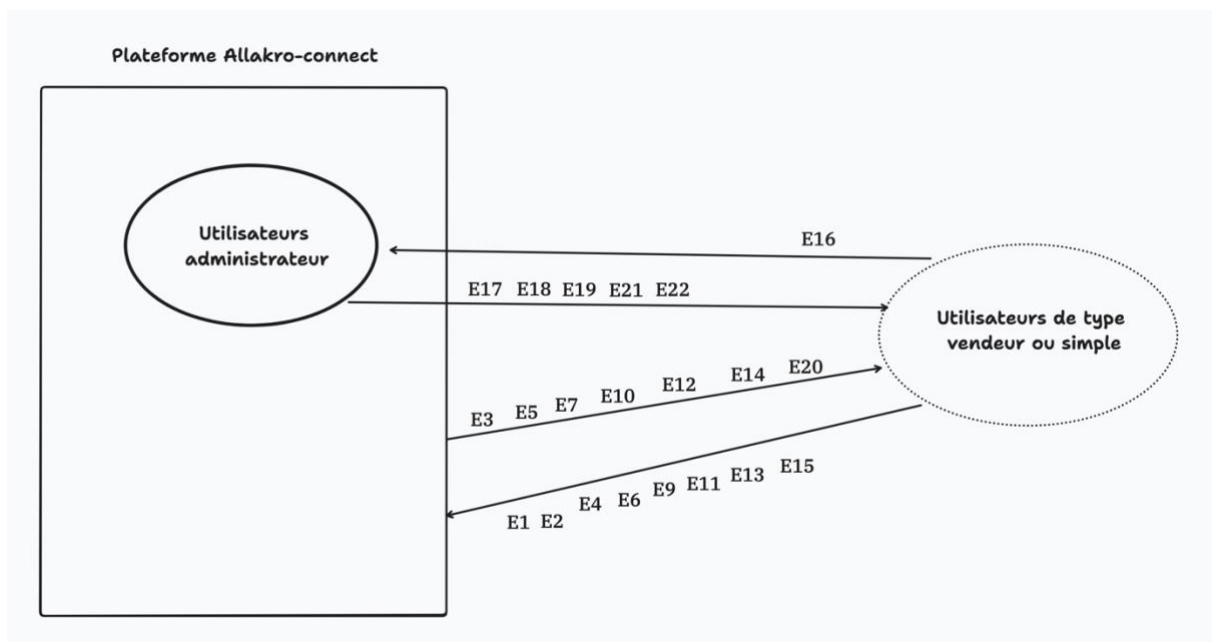 Plateforme Allakro-connect
Utilisateurs
administrateur
E16
E17 E18 E19 E21 E22
Utilisateurs de type
vendeur ou simple
E3 E5 E7 E10 E12 E14 E20
E1 E2 E4 E6 E9 E11 E13 E15